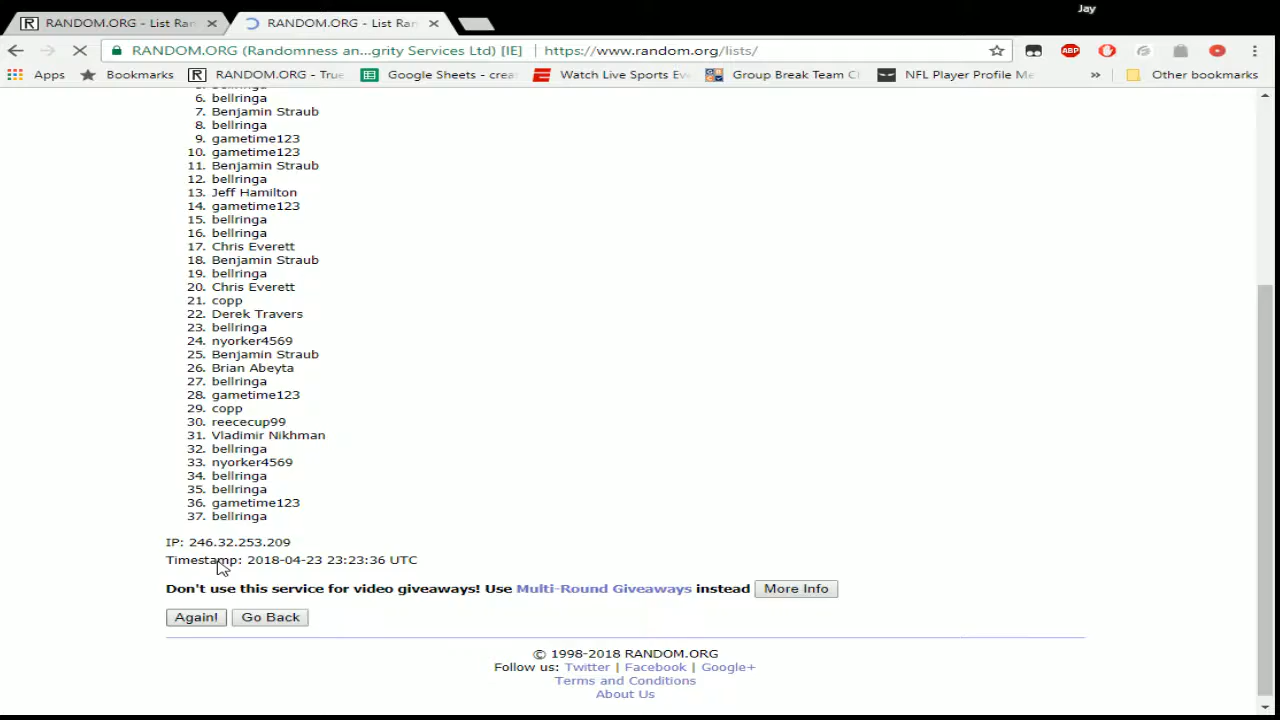 Jay
RANDOM.ORG - List Ran
RANDOM.ORG - List Ran
RANDOM.ORG (Randomness an...grity Services Ltd) [IE] https://www.random.org/lists/
Apps Bookmarks RANDOM.ORG - True Google Sheets - crea Watch Live Sports Ev Group Break Team Cl NFL Player Profile Me » Other bookmarks
6. bellringa
7. Benjamin Straub
8. bellringa
9. gametime123
10. gametime123
11. Benjamin Straub
12. bellringa
13. Jeff Hamilton
14. gametime123
15. bellringa
16. bellringa
17. Chris Everett
18. Benjamin Straub
19. bellringa
20. Chris Everett
21. copp
22. Derek Travers
23. bellringa
24. nyorker4569
25. Benjamin Straub
26. Brian Abeyta
27. bellringa
28. gametime123
29. copp
30. reececup99
31. Vladimir Nikhman
32. bellringa
33. nyorker4569
34. bellringa
35. bellringa
36. gametime123
37. bellringa
IP: 246.32.253.209
Timestamp: 2018-04-23 23:23:36 UTC
Don't use this service for video giveaways! Use Multi-Round Giveaways instead More Info
Again! Go Back
© 1998-2018 RANDOM.ORG
Follow us: Twitter | Facebook | Google+
Terms and Conditions
About Us